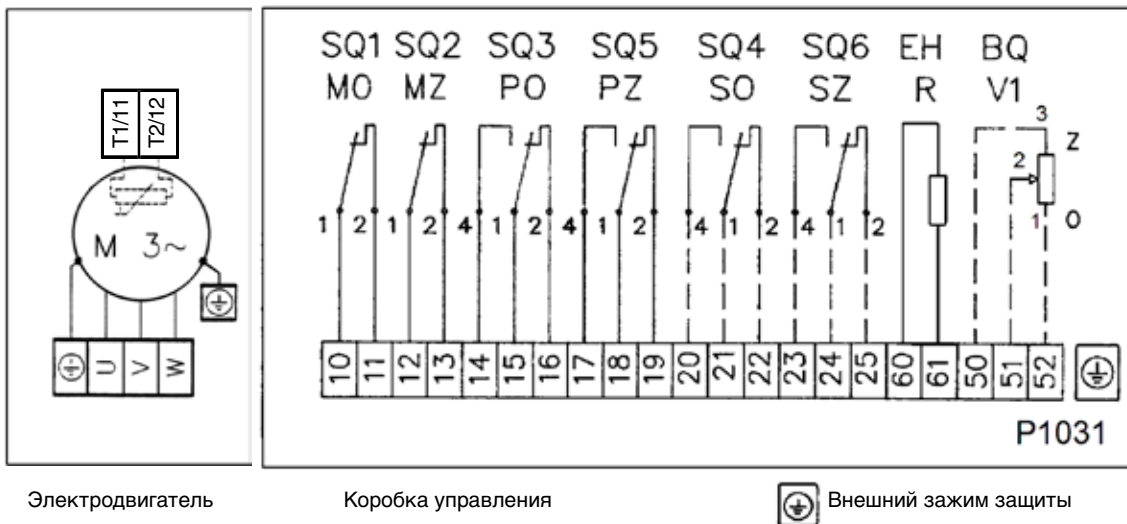 SQ1 SQ2 SQ3 SQ5 SQ4 SQ6 EH BQ
MO MZ PO PZ SO SZ R V1
T1/11 T2/12
3 Z
2
1 2 1 2 4 1 2 4 1 2 4 1 2 4 1 2 1 O
M 3~
U V W
10 11 12 13 14 15 16 17 18 19 20 21 22 23 24 25 60 61 50 51 52
P1031
Электродвигатель Коробка управления Внешний зажим защиты